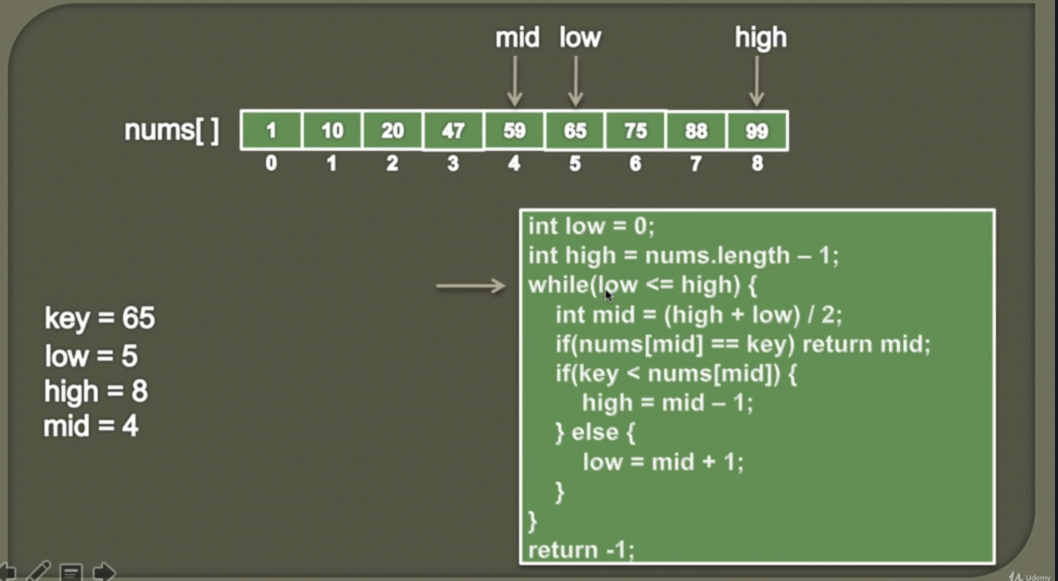 mid low high
nums[ ] 1 10 20 47 59 65 75 88 99
0 1 2 3 4 5 6 7 8
key = 65
low = 5
high = 8
mid = 4
int low = 0;
int high = nums.length – 1;
while(low <= high) {
int mid = (high + low) / 2;
if(nums[mid] == key) return mid;
if(key < nums[mid]) {
high = mid – 1;
} else {
low = mid + 1;
}
}
return -1;
Udemy